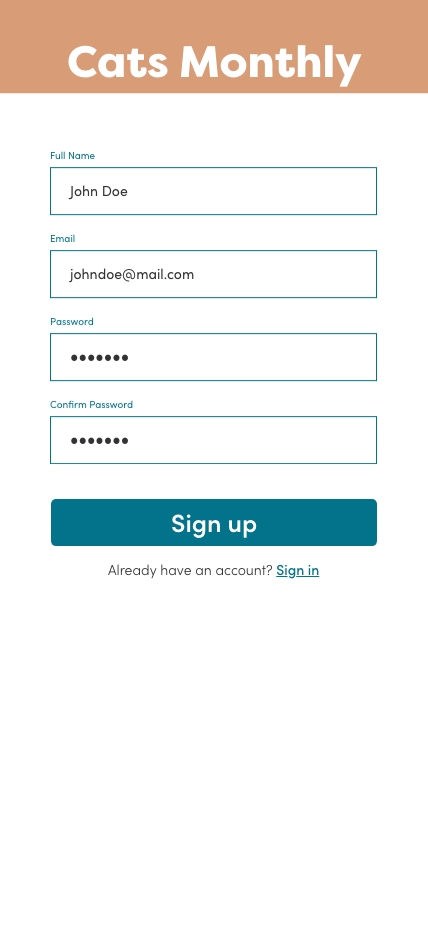 Cats Monthly
Full Name
John Doe
Email
johndoe@mail.com
Password
•••••••
Confirm Password
•••••••
Sign up
Already have an account? Sign in